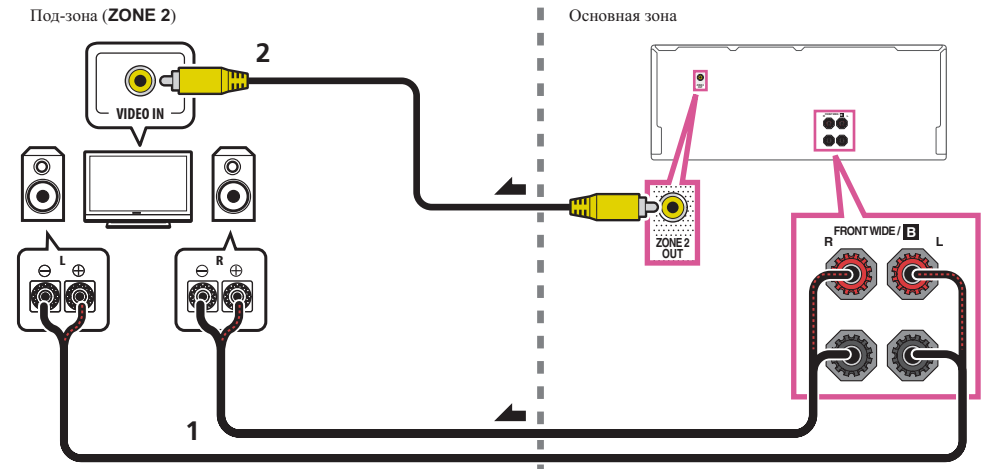 Под-зона (ZONE 2)
Основная зона
2
VIDEO IN
ZONE 2
OUT
FRONT WIDE / B
R
L
L
R
1